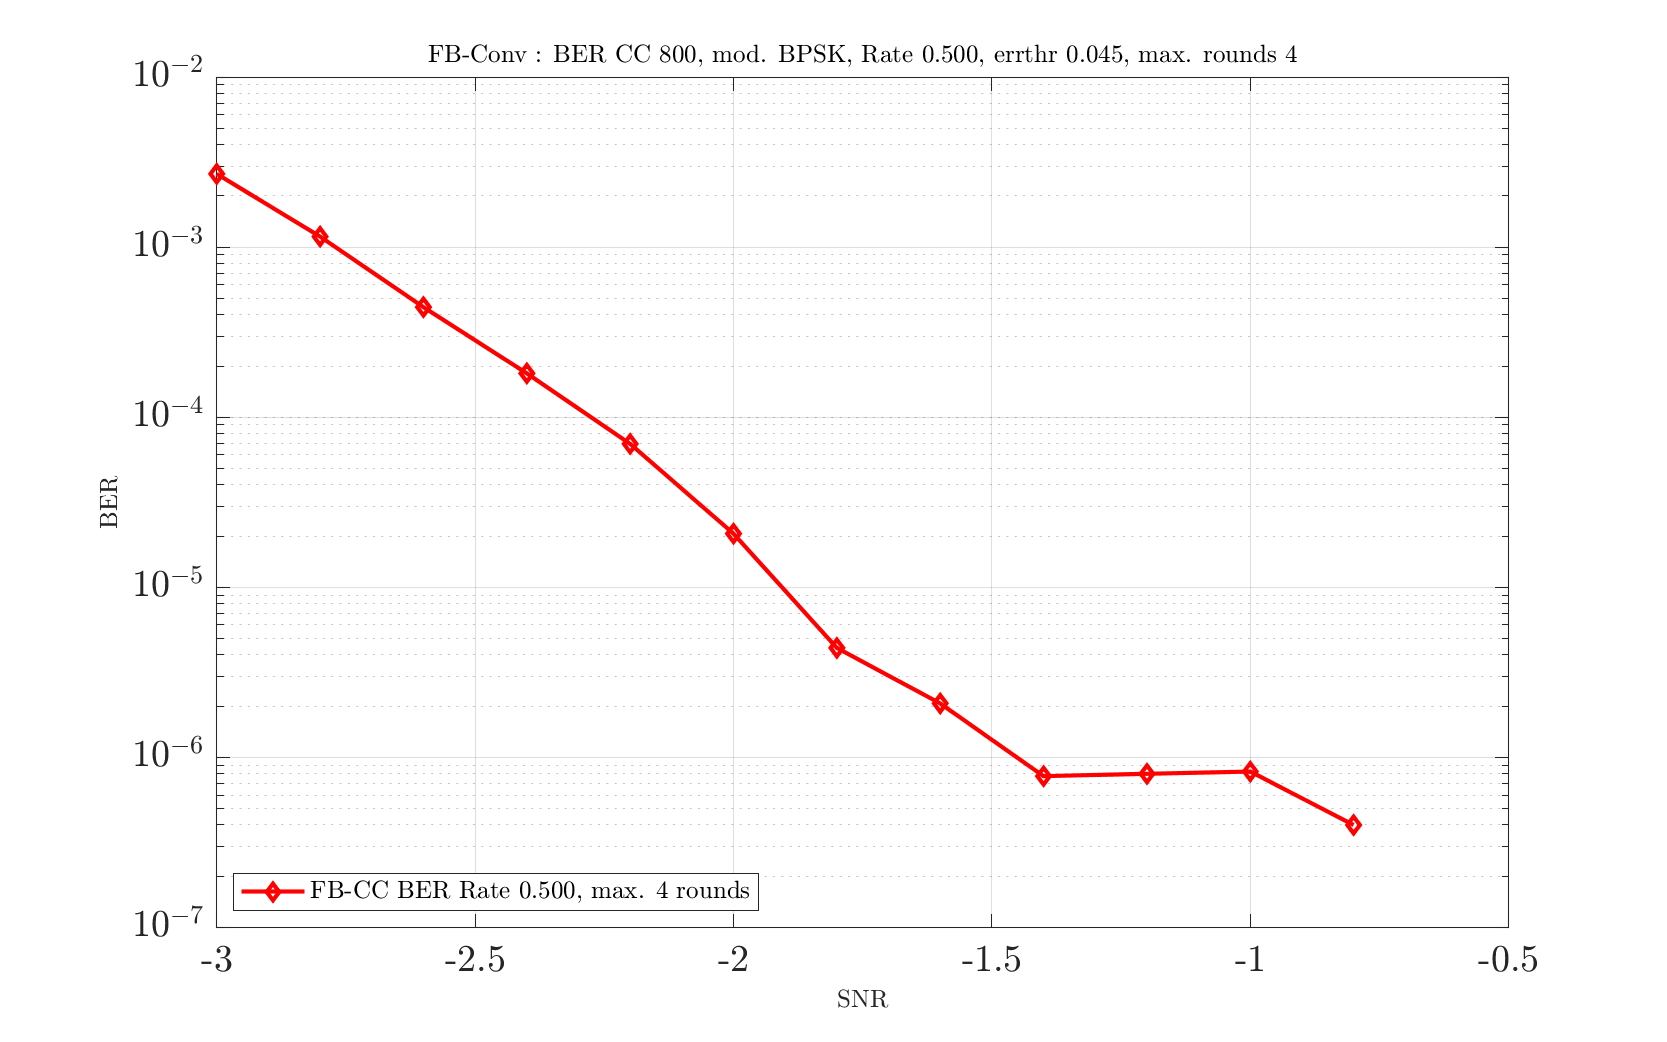 FB-Conv : BER CC 800, mod. BPSK, Rate 0.500, errthr 0.045, max. rounds 4
10⁻²
10⁻³
10⁻⁴
10⁻⁵
10⁻⁶
10⁻⁷
BER
FB-CC BER Rate 0.500, max. 4 rounds
-3 -2.5 -2 -1.5 -1 -0.5
SNR